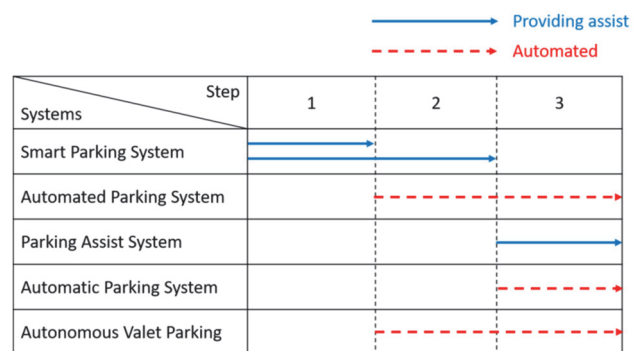 Providing assist
Automated
Step
Systems
1 2 3
Smart Parking System
Automated Parking System
Parking Assist System
Automatic Parking System
Autonomous Valet Parking